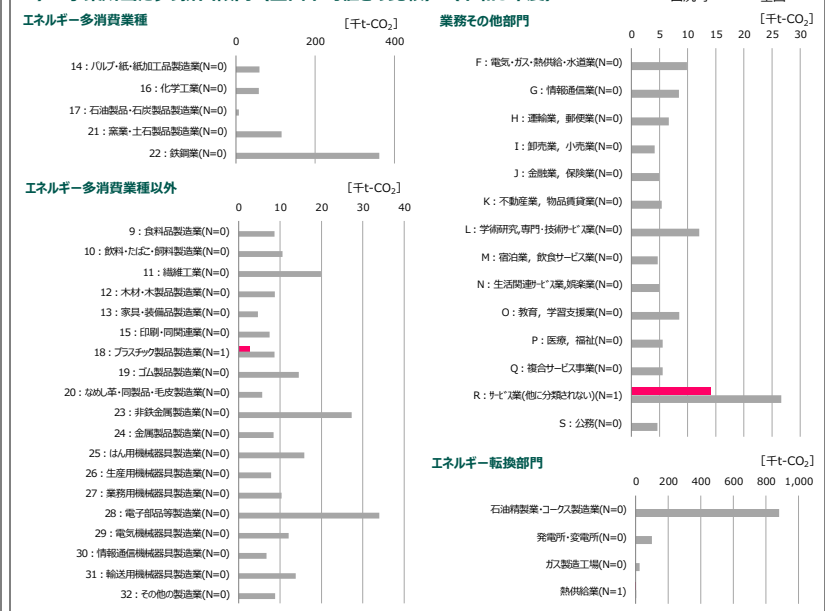 エネルギー多消費業種
[千t-CO₂]
0 200 400
14：パルプ・紙・紙加工品製造業(N=0)
16：化学工業(N=0)
17：石油製品・石炭製品製造業(N=0)
21：窯業・土石製品製造業(N=0)
22：鉄鋼業(N=0)
エネルギー多消費業種以外
[千t-CO₂]
0 10 20 30 40
9：食料品製造業(N=0)
10：飲料・たばこ・飼料製造業(N=0)
11：繊維工業(N=0)
12：木材・木製品製造業(N=0)
13：家具・装備品製造業(N=0)
15：印刷・同関連業(N=0)
18：プラスチック製品製造業(N=1)
19：ゴム製品製造業(N=0)
20：なめし革・同製品・毛皮製造業(N=0)
23：非鉄金属製造業(N=0)
24：金属製品製造業(N=0)
25：はん用機械器具製造業(N=0)
26：生産用機械器具製造業(N=0)
27：業務用機械器具製造業(N=0)
28：電子部品等製造業(N=0)
29：電気機械器具製造業(N=0)
30：情報通信機械器具製造業(N=0)
31：輸送用機械器具製造業(N=0)
32：その他の製造業(N=0)
業務その他部門
[千t-CO₂]
0 5 10 15 20 25 30
F：電気・ガス・熱供給・水道業(N=0)
G：情報通信業(N=0)
H：運輸業，郵便業(N=0)
I：卸売業，小売業(N=0)
J：金融業，保険業(N=0)
K：不動産業，物品賃貸業(N=0)
L：学術研究,専門・技術サービス業(N=0)
M：宿泊業，飲食サービス業(N=0)
N：生活関連サービス業,娯楽業(N=0)
O：教育，学習支援業(N=0)
P：医療，福祉(N=0)
Q：複合サービス事業(N=0)
R：サービス業(他に分類されない)(N=1)
S：公務(N=0)
エネルギー転換部門
[千t-CO₂]
0 200 400 600 800 1,000
石油精製業・コークス製造業(N=0)
発電所・変電所(N=0)
ガス製造工場(N=0)
熱供給業(N=1)